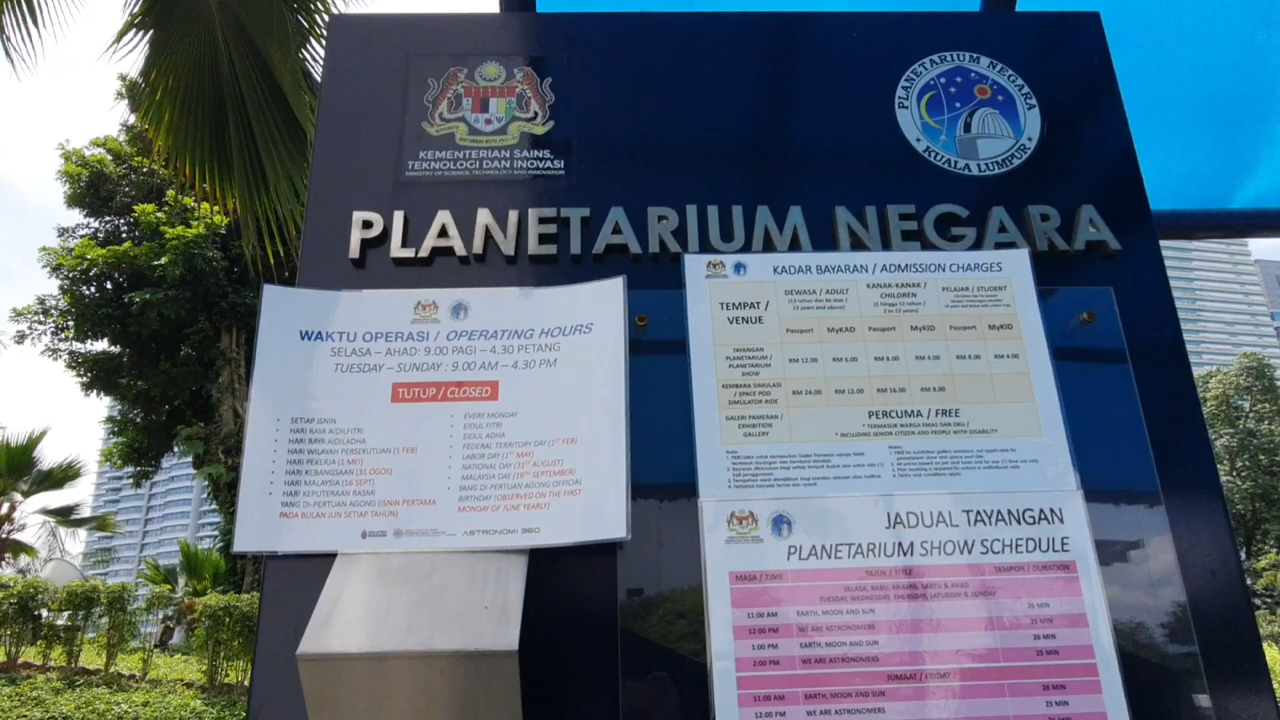 KEMENTERIAN SAINS,
TEKNOLOGI DAN INOVASI
MINISTRY OF SCIENCE, TECHNOLOGY AND INNOVATION
PLANETARIUM NEGARA
KUALA LUMPUR
PLANETARIUM NEGARA
WAKTU OPERASI / OPERATING HOURS
SELASA – AHAD: 9.00 PAGI – 4.30 PETANG
TUESDAY – SUNDAY : 9.00 AM – 4.30 PM
TUTUP / CLOSED
• SETIAP ISNIN
• HARI RAYA AIDILFITRI
• HARI RAYA AIDILADHA
• HARI WILAYAH PERSEKUTUAN (1 FEB)
• HARI PEKERJA (1 MEI)
• HARI KEBANGSAAN (31 OGOS)
• HARI MALAYSIA (16 SEPT)
• HARI KEPUTERAAN RASMI
YANG DI-PERTUAN AGONG (ISNIN PERTAMA
PADA BULAN JUN SETIAP TAHUN)
• EVERY MONDAY
• EIDUL FITRI
• EIDUL ADHA
• FEDERAL TERRITORY DAY (1ST FEB)
• LABOR DAY (1ST MAY)
• NATIONAL DAY (31ST AUGUST)
• MALAYSIA DAY (16TH SEPTEMBER)
• YANG DI-PERTUAN AGONG OFFICIAL
BIRTHDAY (OBSERVED ON THE FIRST
MONDAY OF JUNE YEARLY)
ASTRONOMI 360
KADAR BAYARAN / ADMISSION CHARGES
TEMPAT /
VENUE
DEWASA / ADULT
(13 tahun dan ke atas /
13 years and above)
KANAK-KANAK /
CHILDREN
(2 hingga 12 tahun /
2 to 12 years)
PELAJAR / STUDENT
Passport MyKAD Passport MyKID Passport MyKID
TAYANGAN
PLANETARIUM /
PLANETARIUM
SHOW
RM 12.00 RM 6.00 RM 8.00 RM 4.00 RM 8.00 RM 4.00
KEMBARA SIMULASI
/ SPACE POD
SIMULATOR RIDE
RM 24.00 RM 12.00 RM 16.00 RM 8.00
GALERI PAMERAN /
EXHIBITION
GALLERY
PERCUMA / FREE
* TERMASUK WARGA EMAS DAN OKU /
* INCLUDING SENIOR CITIZEN AND PEOPLE WITH DISABILITY
JADUAL TAYANGAN
PLANETARIUM SHOW SCHEDULE
MASA / TIME TAJUK / TITLE TEMPOH / DURATION
SELASA, RABU, KHAMIS, SABTU & AHAD
TUESDAY, WEDNESDAY, THURSDAY, SATURDAY & SUNDAY
11:00 AM EARTH, MOON AND SUN 26 MIN
12:00 PM WE ARE ASTRONOMERS 25 MIN
1:00 PM EARTH, MOON AND SUN 26 MIN
2:00 PM WE ARE ASTRONOMERS 25 MIN
JUMAAT / FRIDAY
11:00 AM EARTH, MOON AND SUN 26 MIN
12:00 PM WE ARE ASTRONOMERS 25 MIN